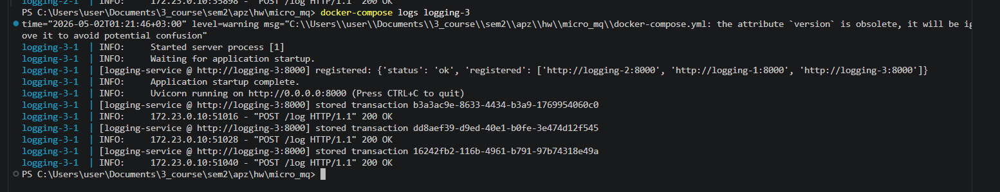 logging-2-1  | INFO:     172.23.0.10:55898 - "POST /log HTTP/1.1" 200 OK
PS C:\Users\user\Documents\3_course\sem2\apz\hw\micro_mq> docker-compose logs logging-3
time="2026-05-02T01:21:46+03:00" level=warning msg="C:\\Users\\user\\Documents\\3_course\\sem2\\apz\\hw\\micro_mq\\docker-compose.yml: the attribute `version` is obsolete, it will be ig
ove it to avoid potential confusion"
logging-3-1  | INFO:     Started server process [1]
logging-3-1  | INFO:     Waiting for application startup.
logging-3-1  | [logging-service @ http://logging-3:8000] registered: {'status': 'ok', 'registered': ['http://logging-2:8000', 'http://logging-1:8000', 'http://logging-3:8000']}
logging-3-1  | INFO:     Application startup complete.
logging-3-1  | INFO:     Uvicorn running on http://0.0.0.0:8000 (Press CTRL+C to quit)
logging-3-1  | [logging-service @ http://logging-3:8000] stored transaction b3a3ac9e-8633-4434-b3a9-1769954060c0
logging-3-1  | INFO:     172.23.0.10:51016 - "POST /log HTTP/1.1" 200 OK
logging-3-1  | [logging-service @ http://logging-3:8000] stored transaction dd8aef39-d9ed-40e1-b0fe-3e474d12f545
logging-3-1  | INFO:     172.23.0.10:51028 - "POST /log HTTP/1.1" 200 OK
logging-3-1  | [logging-service @ http://logging-3:8000] stored transaction 16242fb2-116b-4961-b791-97b74318e49a
logging-3-1  | INFO:     172.23.0.10:51040 - "POST /log HTTP/1.1" 200 OK
PS C:\Users\user\Documents\3_course\sem2\apz\hw\micro_mq>